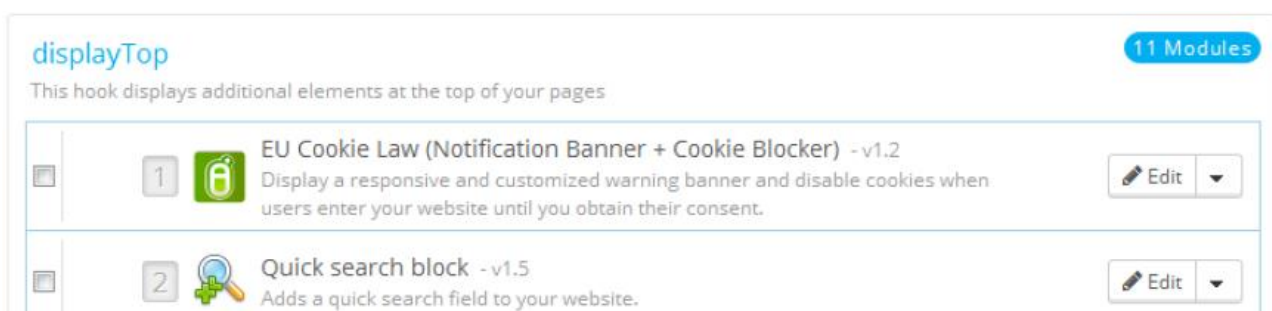 displayTop
11 Modules
This hook displays additional elements at the top of your pages
1
EU Cookie Law (Notification Banner + Cookie Blocker) - v1.2
Display a responsive and customized warning banner and disable cookies when
users enter your website until you obtain their consent.
Edit
2
Quick search block - v1.5
Adds a quick search field to your website.
Edit